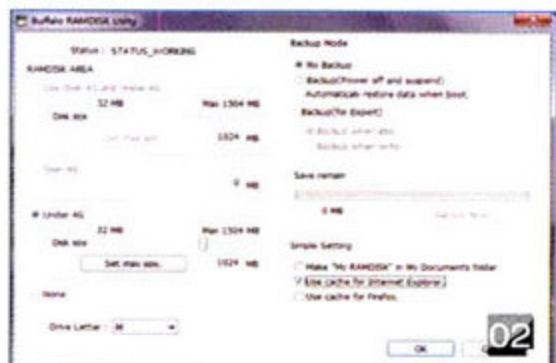 Buffalo RAMDISK Utility
Status : STATUS_WORKING
RAMDISK AREA
32 MB Max 1504 MB
Disk size
1024 MB
0 MB
Under 4G
32 MB Max 1504 MB
Disk size
Set max size. 1024 MB
None
Drive Letter : M
Backup Mode
No Backup
Backup(Power off and suspend)
Automatically restore data when boot.
Backup(for Expert)
Backup when write
Save remain
0 MB
Simple Setting
Make "My RAMDISK" in My Documents folder
Use cache for Internet Explorer.
Use cache for Firefox.
OK
02